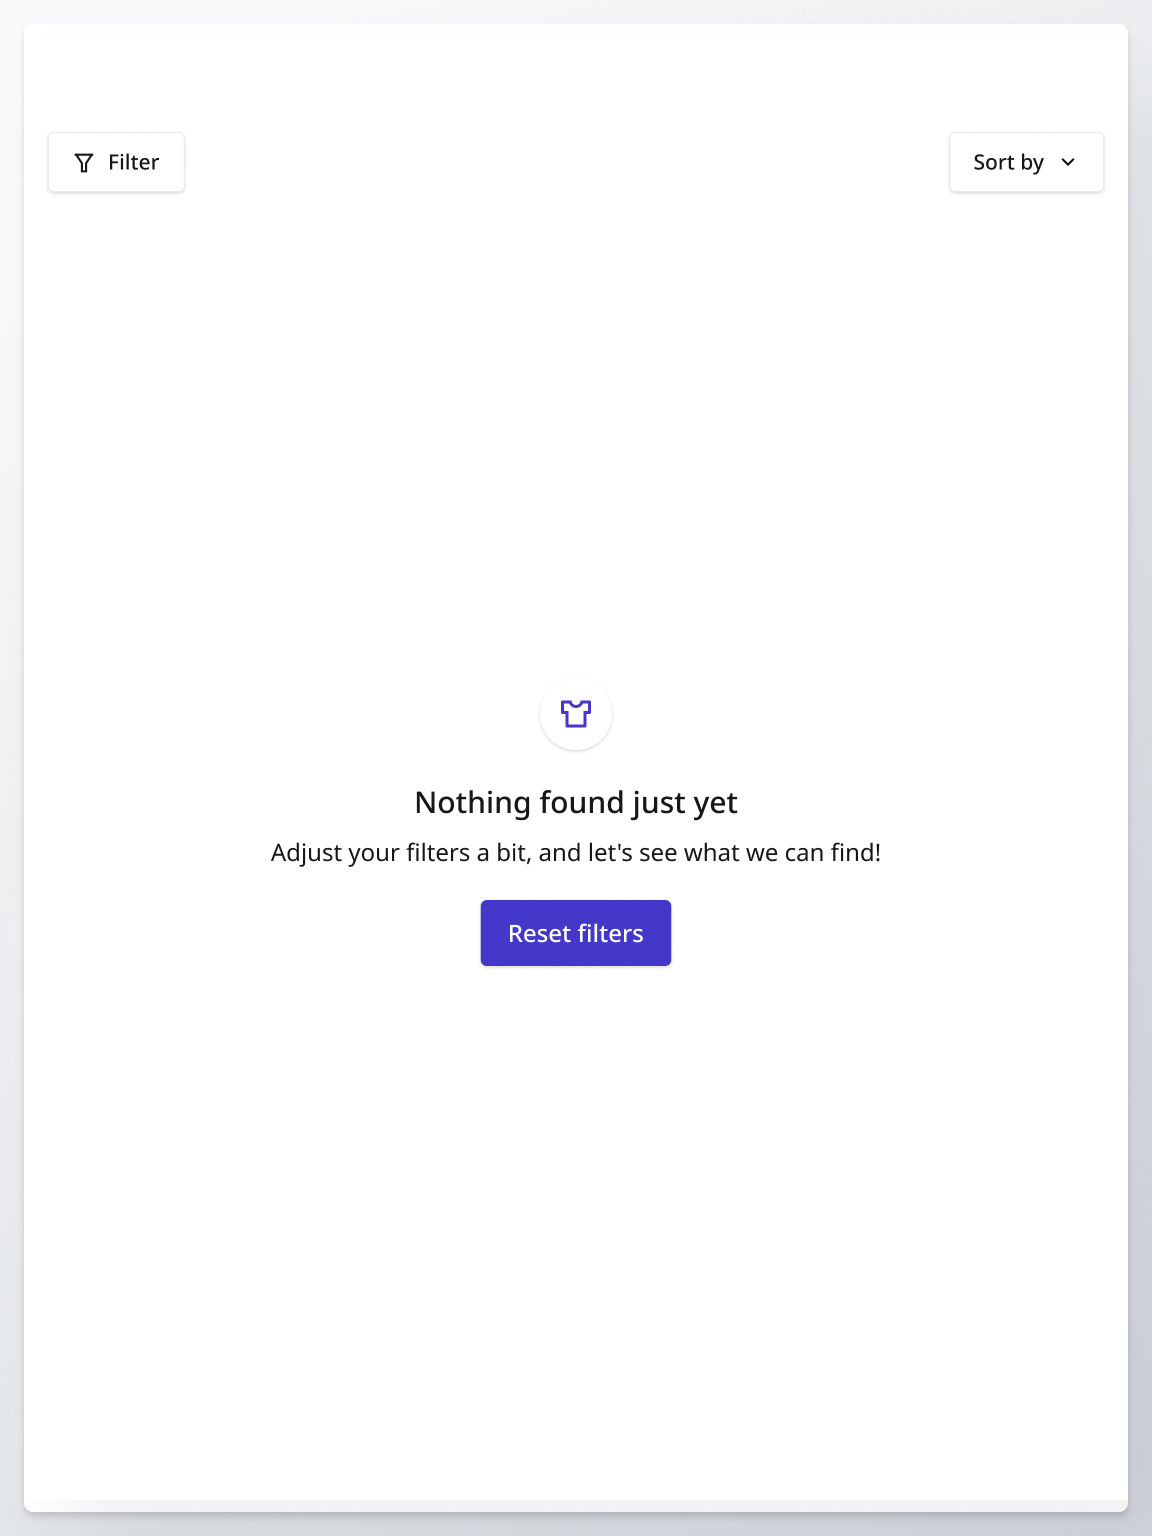 Filter
Sort by
Nothing found just yet
Adjust your filters a bit, and let's see what we can find!
Reset filters